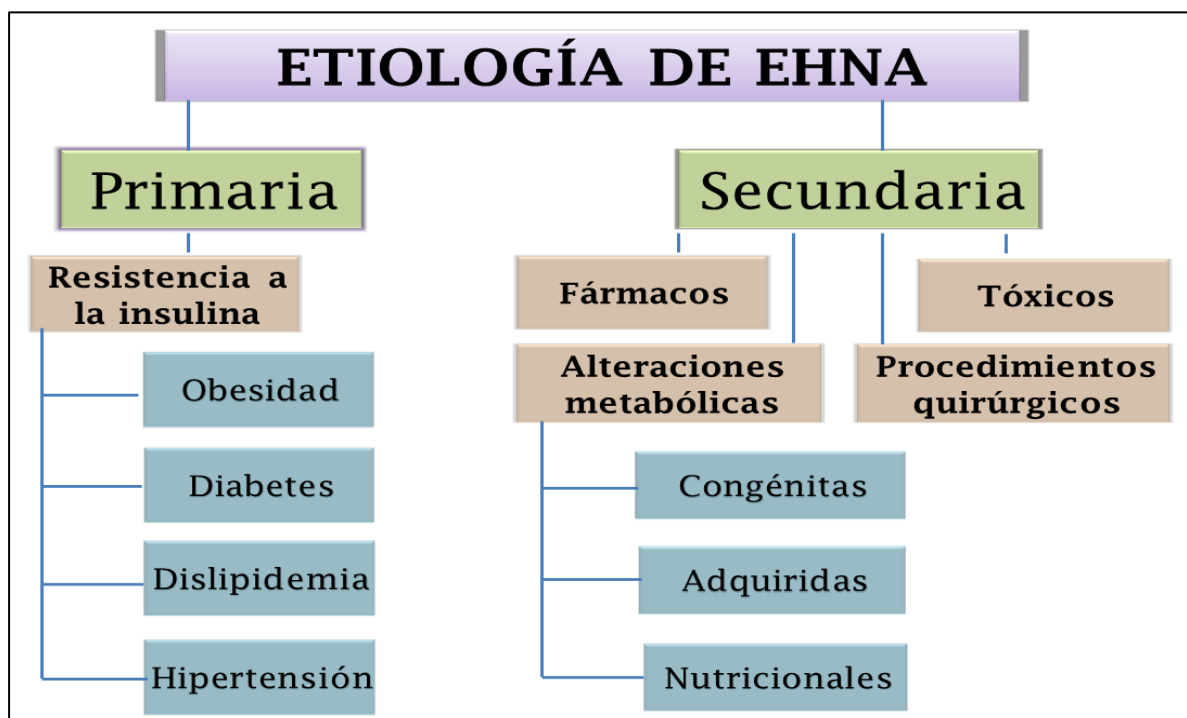 ETIOLOGÍA DE EHNA
Primaria
Resistencia a
la insulina
Obesidad
Diabetes
Dislipidemia
Hipertensión
Secundaria
Fármacos
Tóxicos
Alteraciones
metabólicas
Procedimientos
quirúrgicos
Congénitas
Adquiridas
Nutricionales